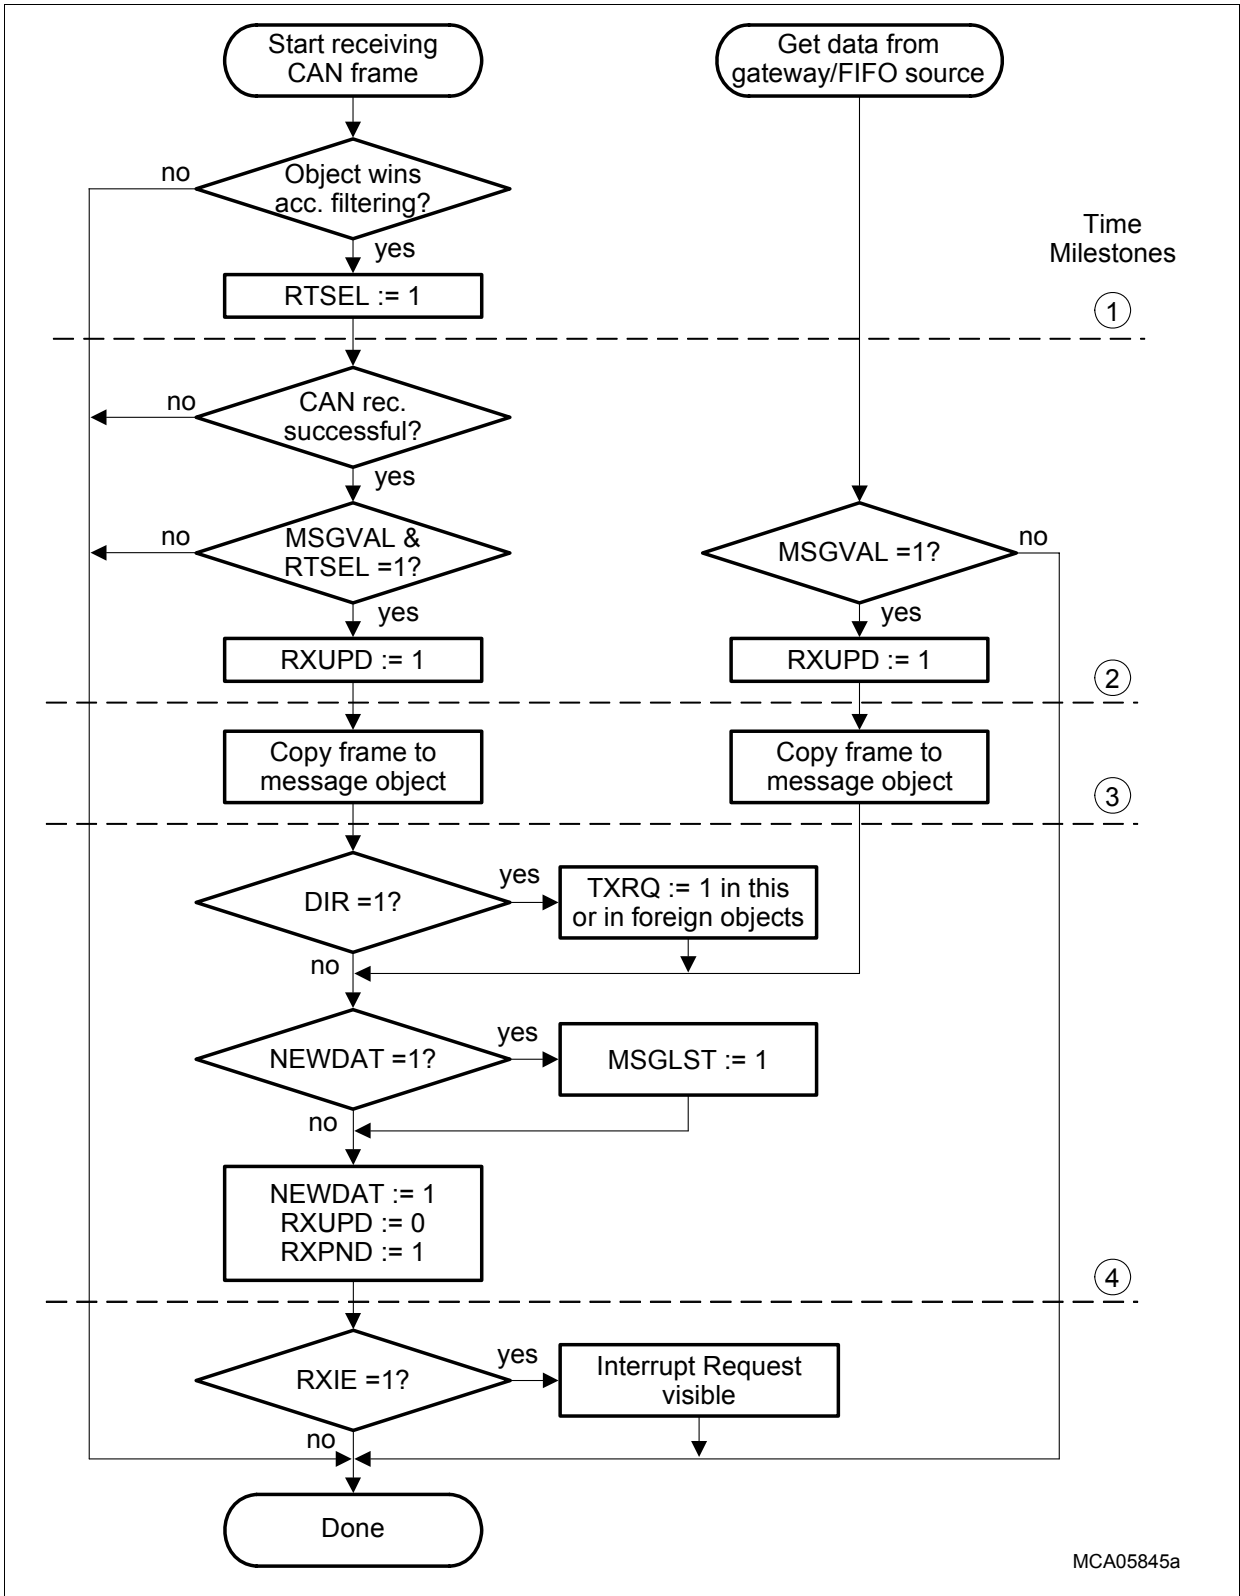 Start receiving
CAN frame
Get data from
gateway/FIFO source
no
Object wins
acc. filtering?
yes
Time
Milestones
RTSEL := 1
1
no
CAN rec.
successful?
yes
no
MSGVAL &
RTSEL =1?
yes
MSGVAL =1?
no
yes
RXUPD := 1
RXUPD := 1
2
Copy frame to
message object
Copy frame to
message object
3
DIR =1?
yes
TXRQ := 1 in this
or in foreign objects
no
NEWDAT =1?
yes
MSGLST := 1
no
NEWDAT := 1
RXUPD := 0
RXPND := 1
4
RXIE =1?
yes
Interrupt Request
visible
no
Done
MCA05845a